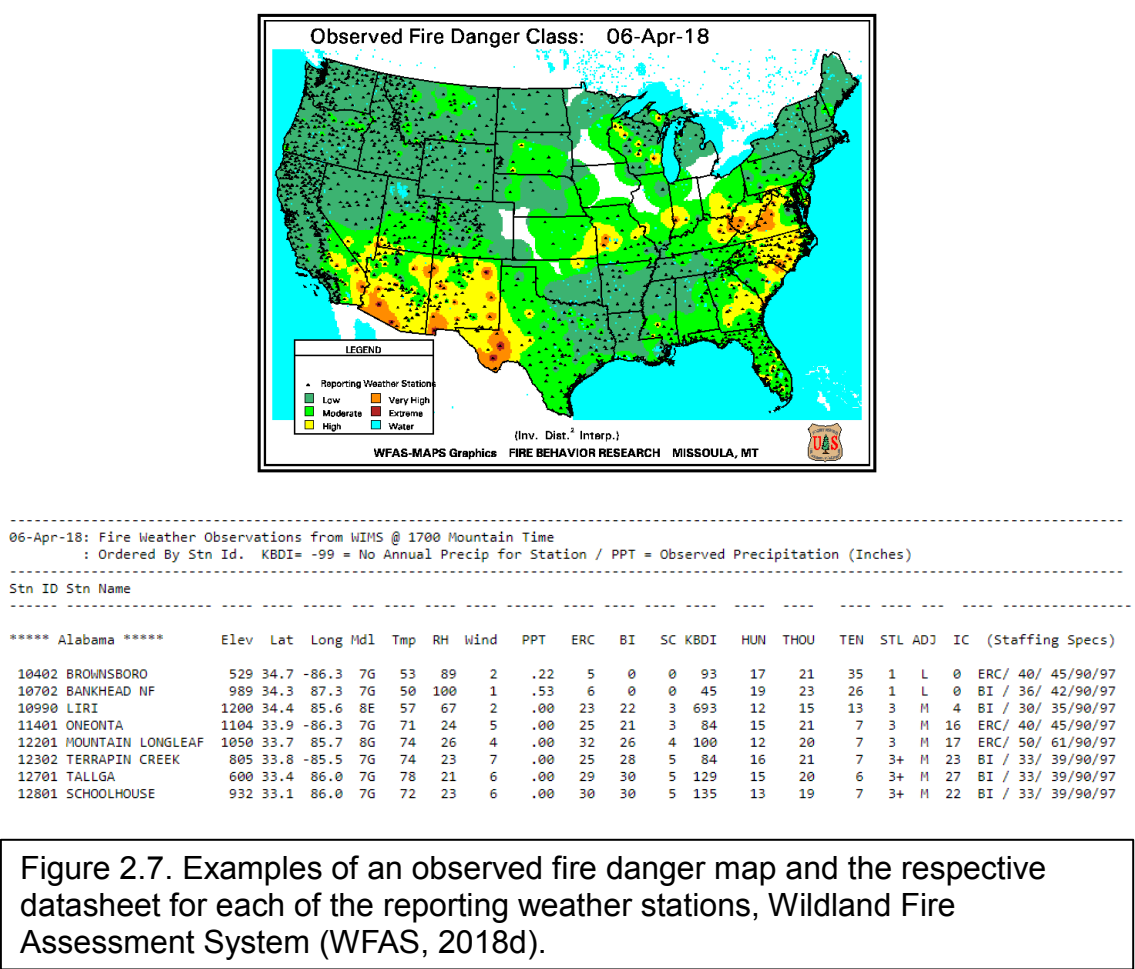 Observed Fire Danger Class: 06-Apr-18
LEGEND
Reporting Weather Stations
Low Very High
Moderate Extreme
High Water
(Inv. Dist.² Interp.)
WFAS-MAPS Graphics FIRE BEHAVIOR RESEARCH MISSOULA, MT
UAS
06-Apr-18: Fire Weather Observations from WIMS @ 1700 Mountain Time
: Ordered By Stn Id. KBDI= -99 = No Annual Precip for Station / PPT = Observed Precipitation (Inches)
Stn ID Stn Name
***** Alabama ***** Elev Lat Long Mdl Tmp RH Wind PPT ERC BI SC KBDI HUN THOU TEN STL ADJ IC (Staffing Specs)
10402 BROWNSBORO 529 34.7 -86.3 7G 53 89 2 .22 5 0 0 93 17 21 35 1 L 0 ERC/ 40/ 45/90/97
10702 BANKHEAD NF 989 34.3 87.3 7G 50 100 1 .53 6 0 0 45 19 23 26 1 L 0 BI / 36/ 42/90/97
10990 LIRI 1200 34.4 85.6 8E 57 67 2 .00 23 22 3 693 12 15 13 3 M 4 BI / 30/ 35/90/97
11401 ONEONTA 1104 33.9 -86.3 7G 71 24 5 .00 25 21 3 84 15 21 7 3 M 16 ERC/ 40/ 45/90/97
12201 MOUNTAIN LONGLEAF 1050 33.7 85.7 8G 74 26 4 .00 32 26 4 100 12 20 7 3 M 17 ERC/ 50/ 61/90/97
12302 TERRAPIN CREEK 805 33.8 -85.5 7G 74 23 7 .00 25 28 5 84 16 21 7 3+ M 23 BI / 33/ 39/90/97
12701 TALLGA 600 33.4 86.0 7G 78 21 6 .00 29 30 5 129 15 20 6 3+ M 27 BI / 33/ 39/90/97
12801 SCHOOLHOUSE 932 33.1 86.0 7G 72 23 6 .00 30 30 5 135 13 19 7 3+ M 22 BI / 33/ 39/90/97
Figure 2.7. Examples of an observed fire danger map and the respective
datasheet for each of the reporting weather stations, Wildland Fire
Assessment System (WFAS, 2018d).